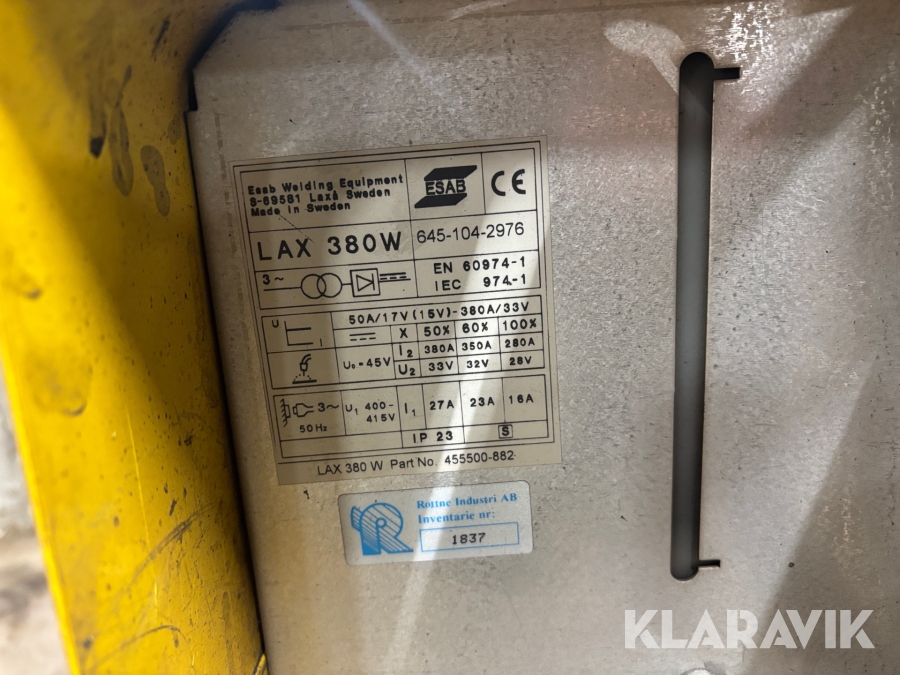 Esab Welding Equipment
S-69581 Laxå Sweden
Made in Sweden
ESAB
CE
LAX 380W
645-104-2976
3~
EN 60974-1
IEC 974-1
50A/17V (15V)-380A/33V
U
I
X 50% 60% 100%
U₀=45V
I₂ 380A 350A 280A
U₂ 33V 32V 28V
3~
50Hz
U₁ 400-
415V
I₁ 27A 23A 16A
IP 23
S
LAX 380 W Part No. 455500-882
Rottne Industri AB
Inventarie nr:
1837
R
KLARAVIK